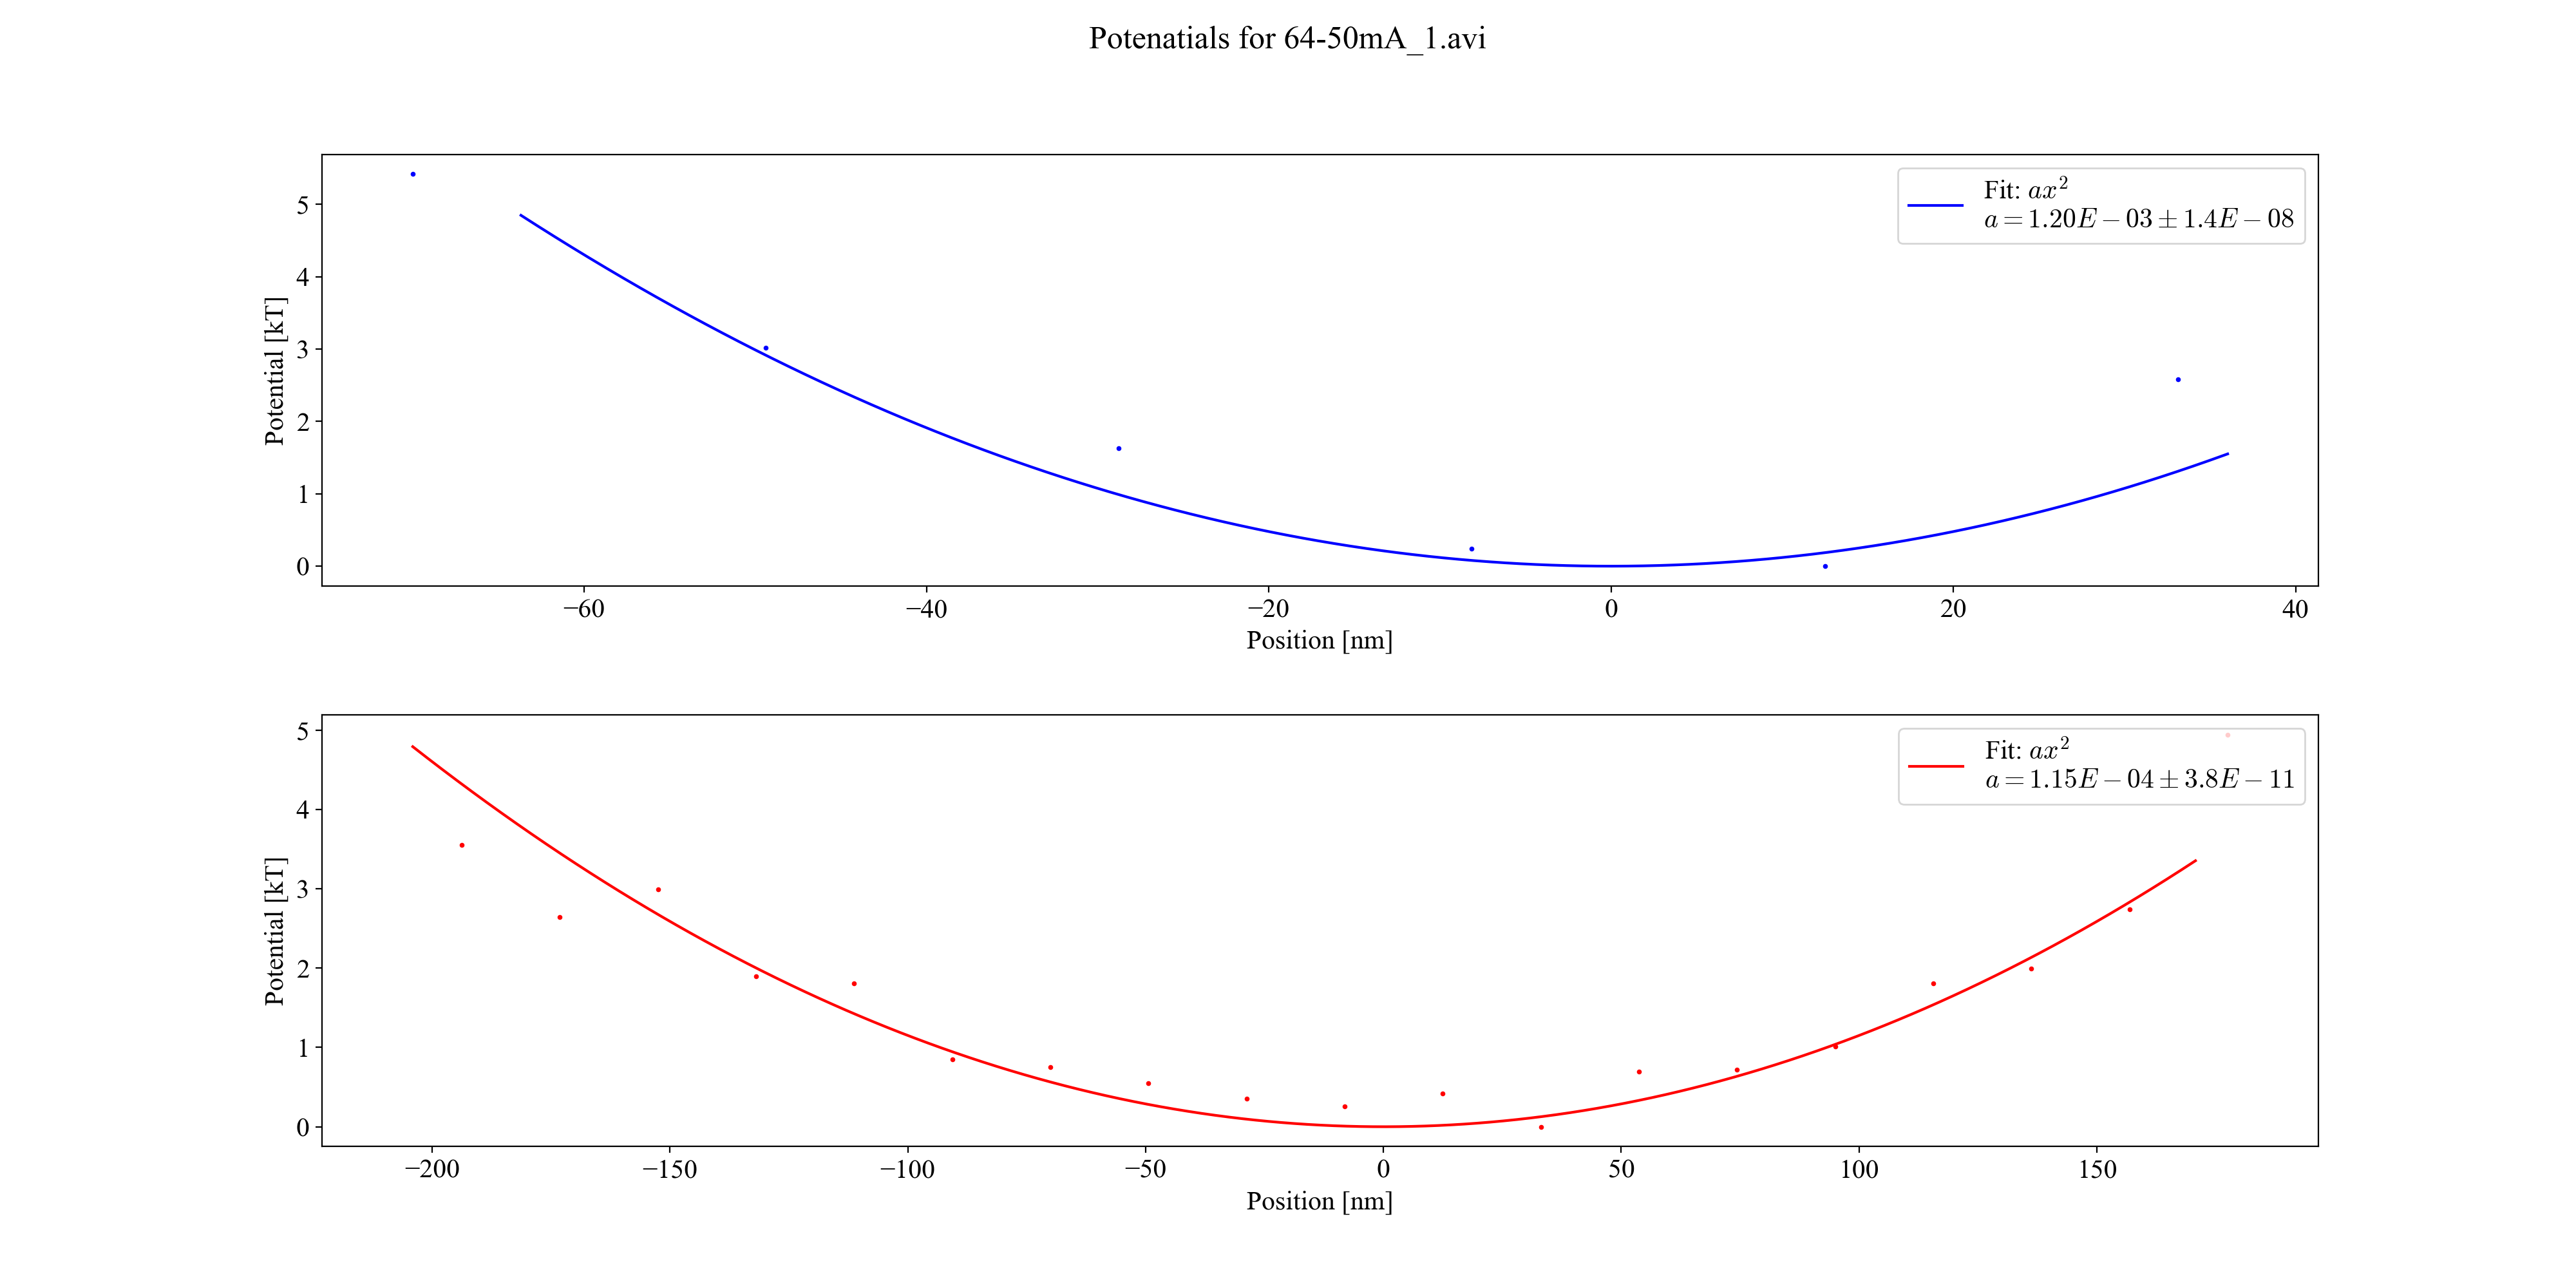 Potenatials for 64-50mA_1.avi
Fit: ax²
a = 1.20E − 03 ± 1.4E − 08
Potential [kT]
5
4
3
2
1
0
−60 −40 −20 0 20 40
Position [nm]
Fit: ax²
a = 1.15E − 04 ± 3.8E − 11
Potential [kT]
5
4
3
2
1
0
−200 −150 −100 −50 0 50 100 150
Position [nm]